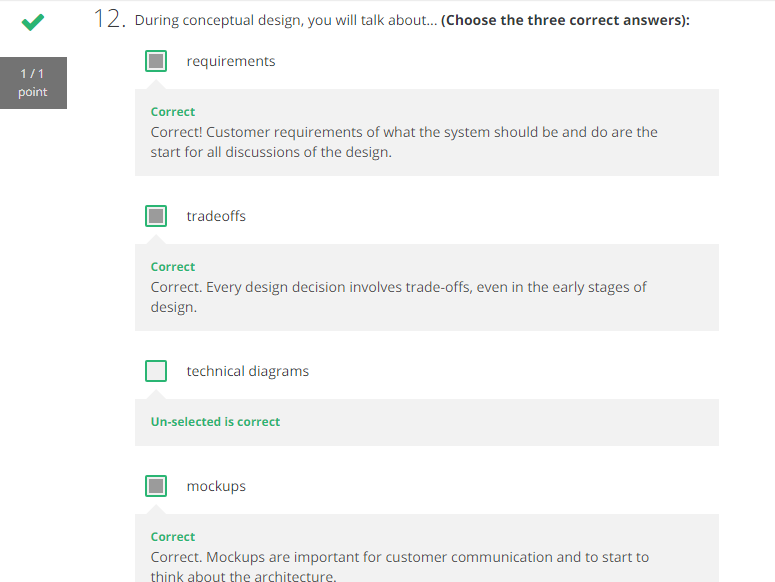 12. During conceptual design, you will talk about... (Choose the three correct answers):
1 / 1
point
requirements
Correct
Correct! Customer requirements of what the system should be and do are the
start for all discussions of the design.
tradeoffs
Correct
Correct. Every design decision involves trade-offs, even in the early stages of
design.
technical diagrams
Un-selected is correct
mockups
Correct
Correct. Mockups are important for customer communication and to start to
think about the architecture.